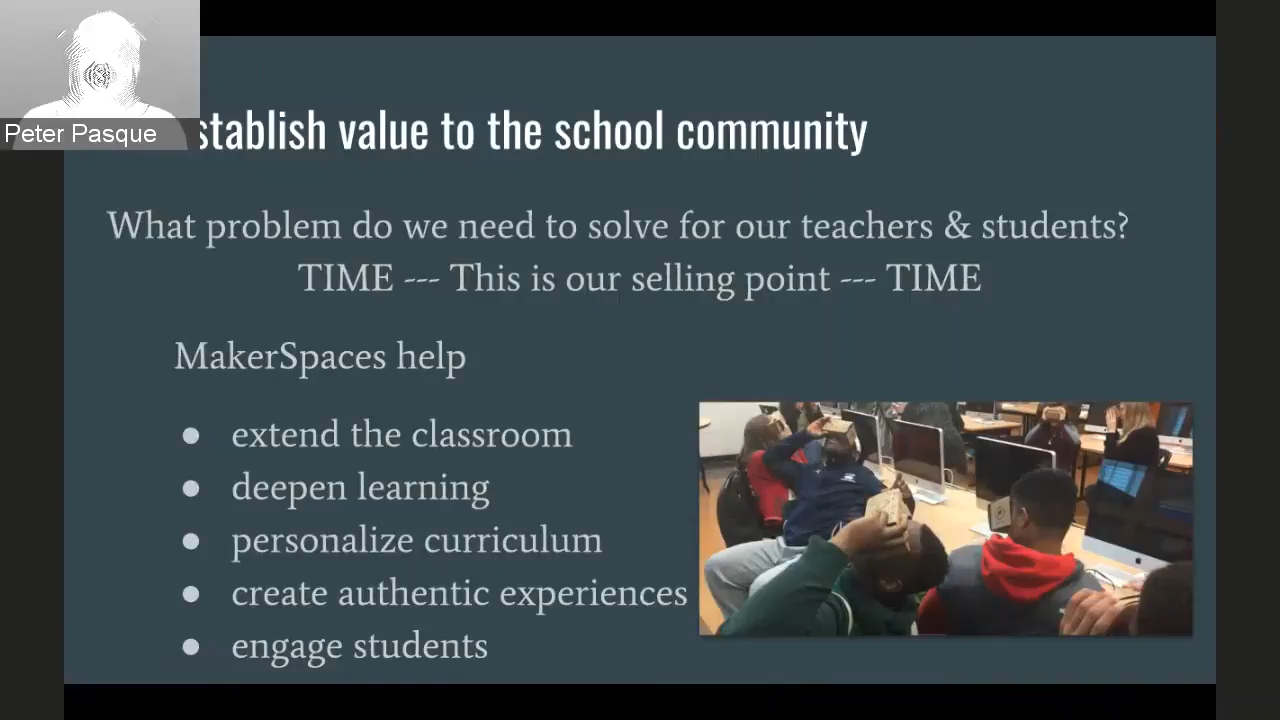 Peter Pasque
stablish value to the school community
What problem do we need to solve for our teachers & students?
TIME --- This is our selling point --- TIME
MakerSpaces help
● extend the classroom
● deepen learning
● personalize curriculum
● create authentic experiences
● engage students